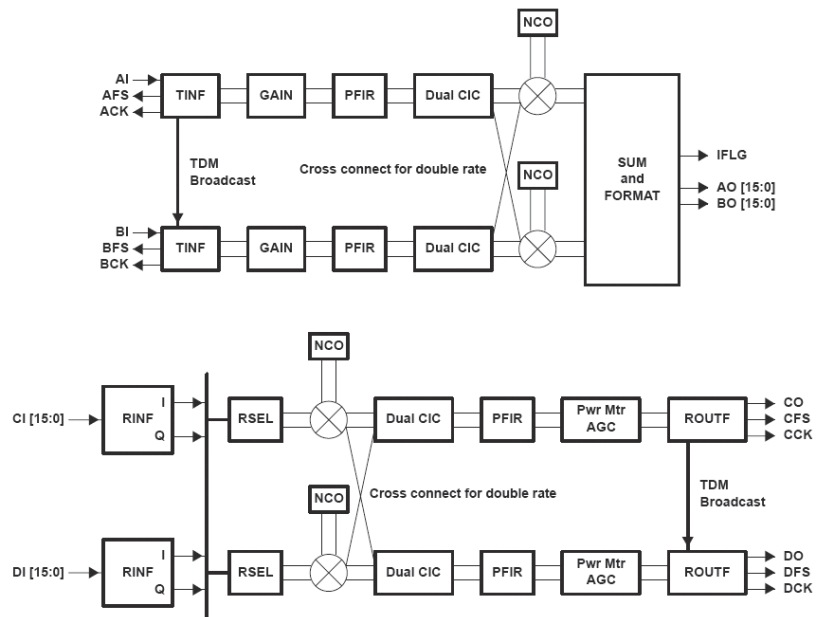 NCO
AI
AFS
ACK
TINF
GAIN
PFIR
Dual CIC
TDM
Broadcast
Cross connect for double rate
NCO
SUM
and
FORMAT
IFLG
AO [15:0]
BO [15:0]
BI
BFS
BCK
TINF
GAIN
PFIR
Dual CIC
NCO
CI [15:0]
RINF
I
Q
RSEL
Dual CIC
PFIR
Pwr Mtr
AGC
ROUTF
CO
CFS
CCK
NCO
Cross connect for double rate
TDM
Broadcast
DI [15:0]
RINF
I
Q
RSEL
Dual CIC
PFIR
Pwr Mtr
AGC
ROUTF
DO
DFS
DCK